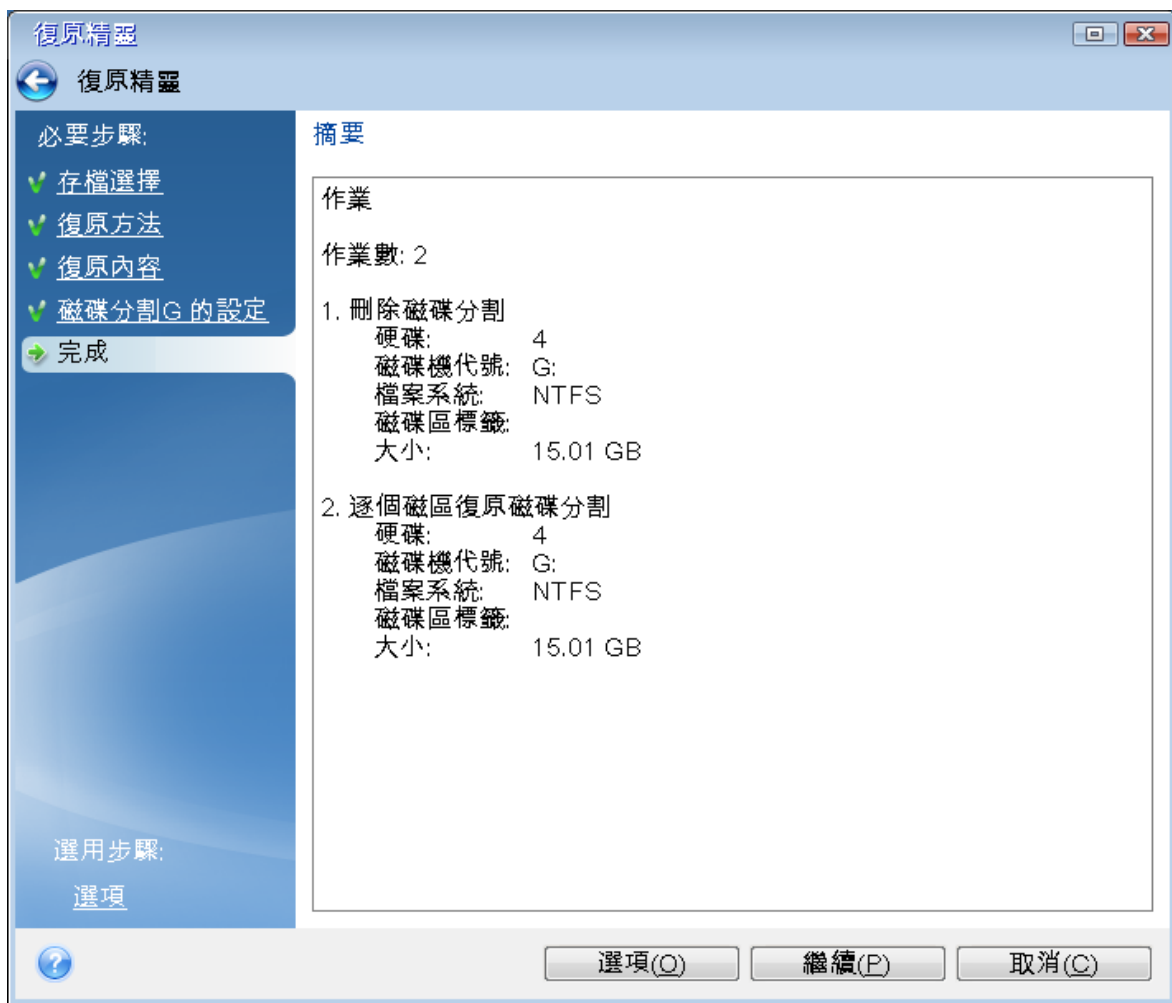 復原精靈
復原精靈
必要步驟:
存檔選擇
復原方法
復原內容
磁碟分割G 的設定
完成
選用步驟:
選項
摘要
作業
作業數: 2
1. 刪除磁碟分割
硬碟: 4
磁碟機代號: G:
檔案系統: NTFS
磁碟區標籤:
大小: 15.01 GB
2. 逐個磁區復原磁碟分割
硬碟: 4
磁碟機代號: G:
檔案系統: NTFS
磁碟區標籤:
大小: 15.01 GB
選項(O)
繼續(P)
取消(C)